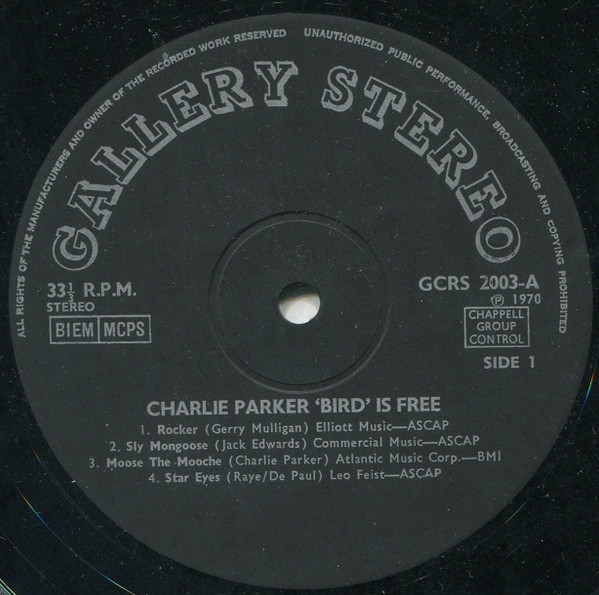 ALL RIGHTS OF THE MANUFACTURERS AND OWNER OF THE RECORDED WORK RESERVED
UNAUTHORIZED PUBLIC PERFORMANCE, BROADCASTING AND COPYING PROHIBITED
GALLERY STEREO
33⅓ R.P.M.
STEREO
BIEM MCPS
GCRS 2003-A
℗ 1970
CHAPPELL
GROUP
CONTROL
SIDE 1
CHARLIE PARKER ‘BIRD’ IS FREE
1. Rocker (Gerry Mulligan) Elliott Music—ASCAP
2. Sly Mongoose (Jack Edwards) Commercial Music—ASCAP
3. Moose The Mooche (Charlie Parker) Atlantic Music Corp.—BMI
4. Star Eyes (Raye/De Paul) Leo Feist—ASCAP